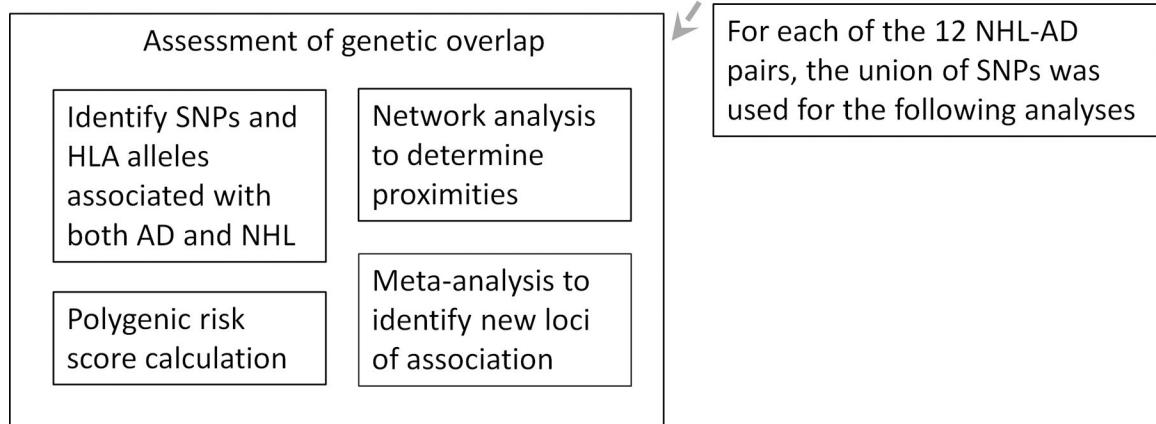 Assessment of genetic overlap
Identify SNPs and
HLA alleles
associated with
both AD and NHL
Polygenic risk
score calculation
Network analysis
to determine
proximities
Meta-analysis to
identify new loci
of association
For each of the 12 NHL-AD
pairs, the union of SNPs was
used for the following analyses